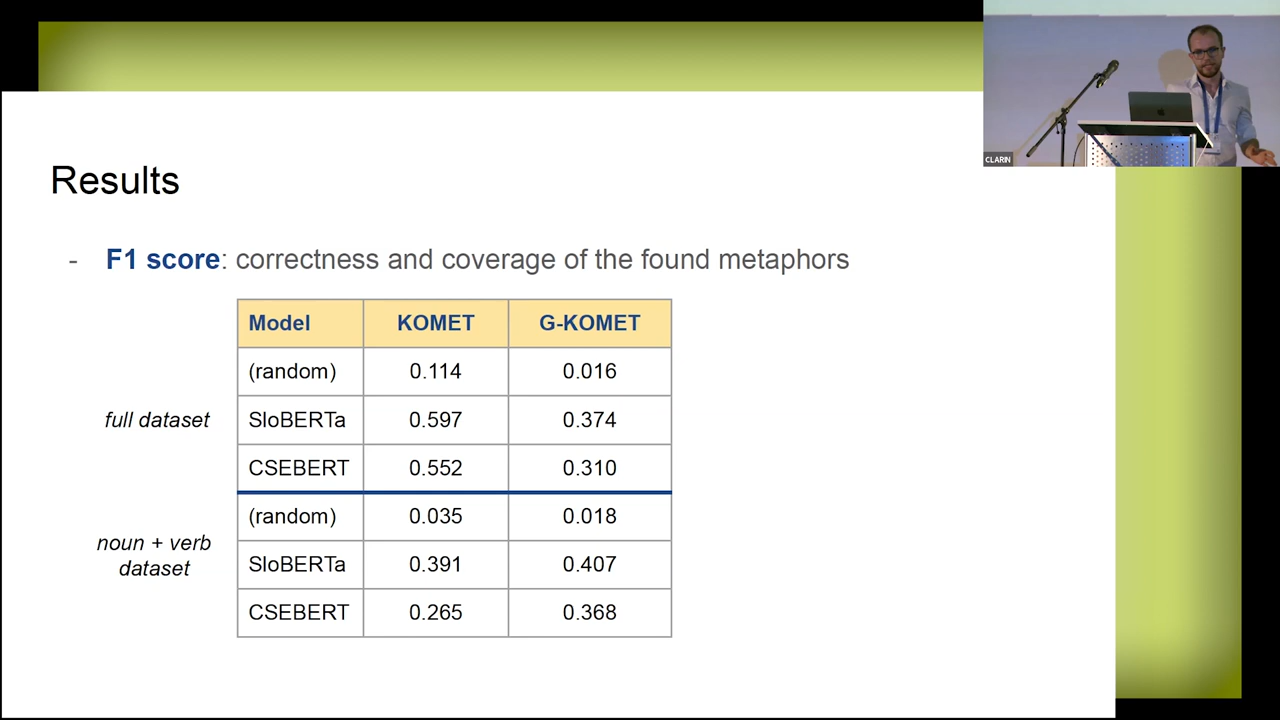 CLARIN
Results
- F1 score: correctness and coverage of the found metaphors
Model KOMET G-KOMET
(random) 0.114 0.016
full dataset SloBERTa 0.597 0.374
CSEBERT 0.552 0.310
(random) 0.035 0.018
noun + verb
dataset
SloBERTa 0.391 0.407
CSEBERT 0.265 0.368